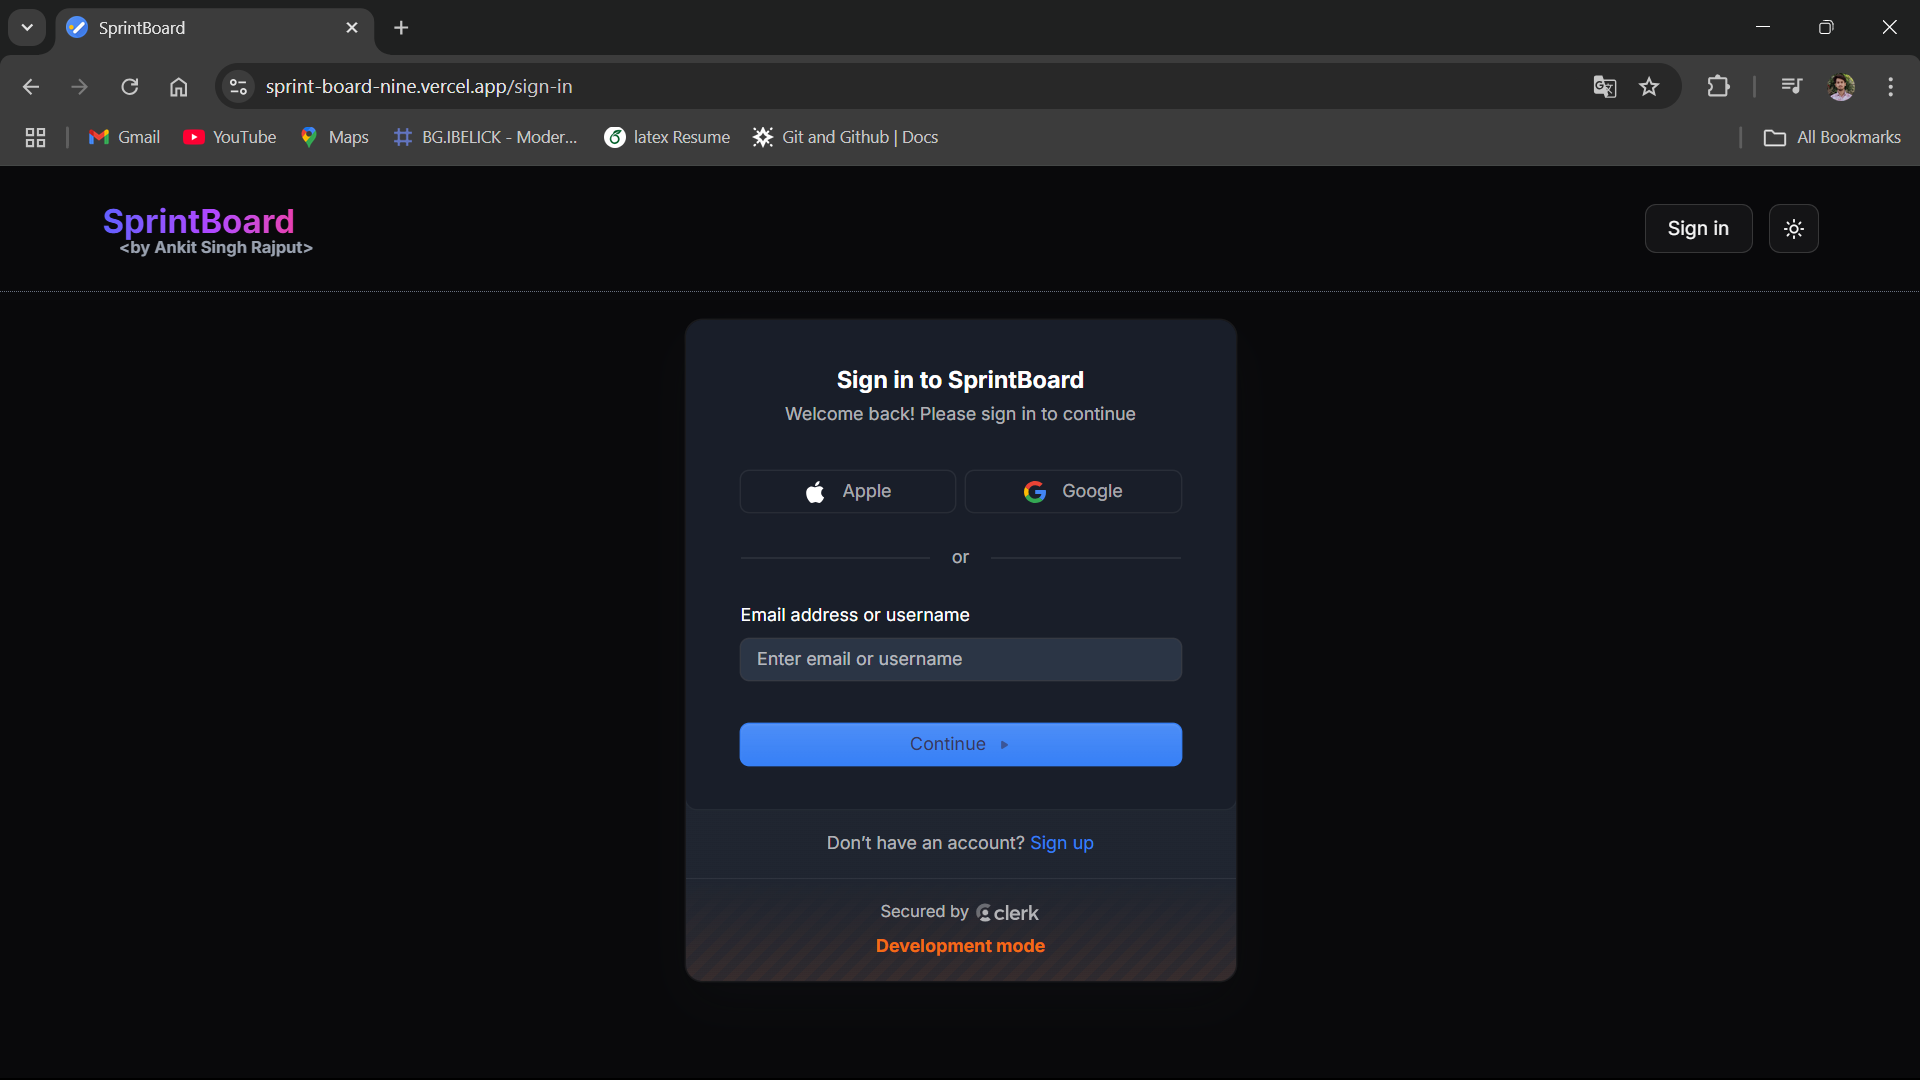 SprintBoard
sprint-board-nine.vercel.app/sign-in
Gmail
YouTube
Maps
BG.IBELICK - Moder...
latex Resume
Git and Github | Docs
All Bookmarks
SprintBoard
<by Ankit Singh Rajput>
Sign in
Sign in to SprintBoard
Welcome back! Please sign in to continue
Apple
Google
or
Email address or username
Enter email or username
Continue
Don't have an account? Sign up
Secured by clerk
Development mode